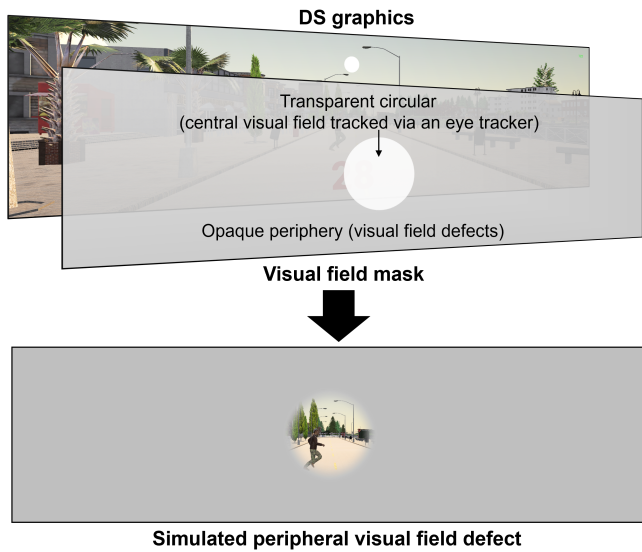 DS graphics
Transparent circular
(central visual field tracked via an eye tracker)
Opaque periphery (visual field defects)
Visual field mask
Simulated peripheral visual field defect